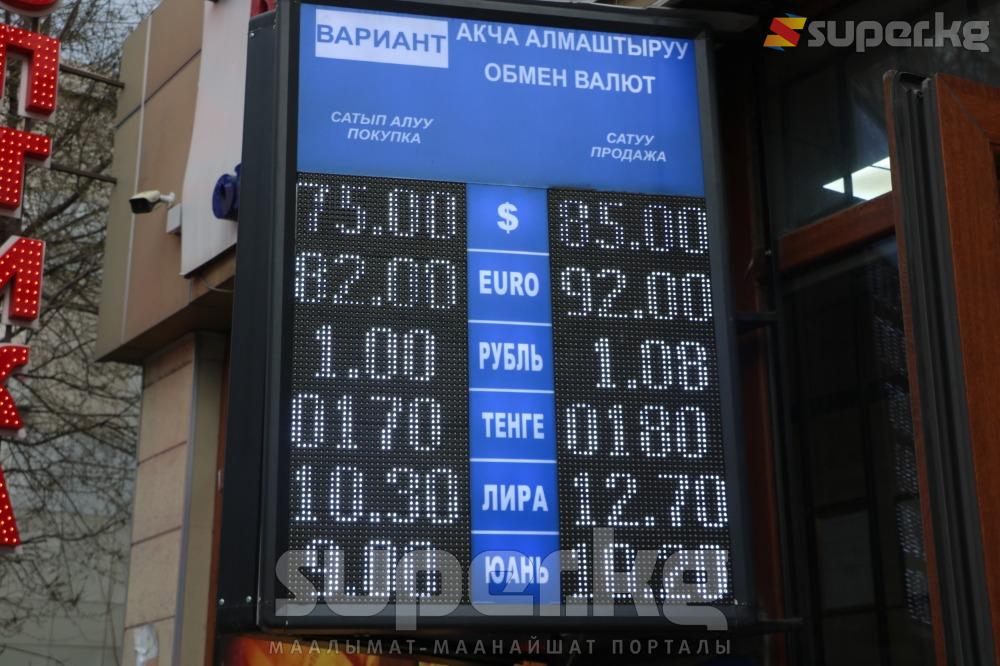 super.kg
ВАРИАНТ АКЧА АЛМАШТЫРУУ
ОБМЕН ВАЛЮТ
САТЫП АЛУУ
ПОКУПКА
САТУУ
ПРОДАЖА
75.00 $ 85.00
82.00 EURO 92.00
1.00 РУБЛЬ 1.08
0170 ТЕНГЕ 0180
10.30 ЛИРА 12.70
ЮАНЬ
super.kg
МААЛЫМАТ-МААНАЙШАТ ПОРТАЛЫ
ПТИКА